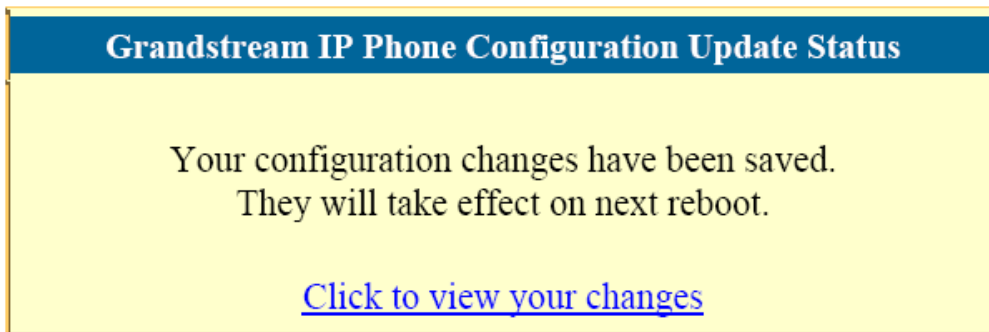 Grandstream IP Phone Configuration Update Status
Your configuration changes have been saved.
They will take effect on next reboot.
Click to view your changes